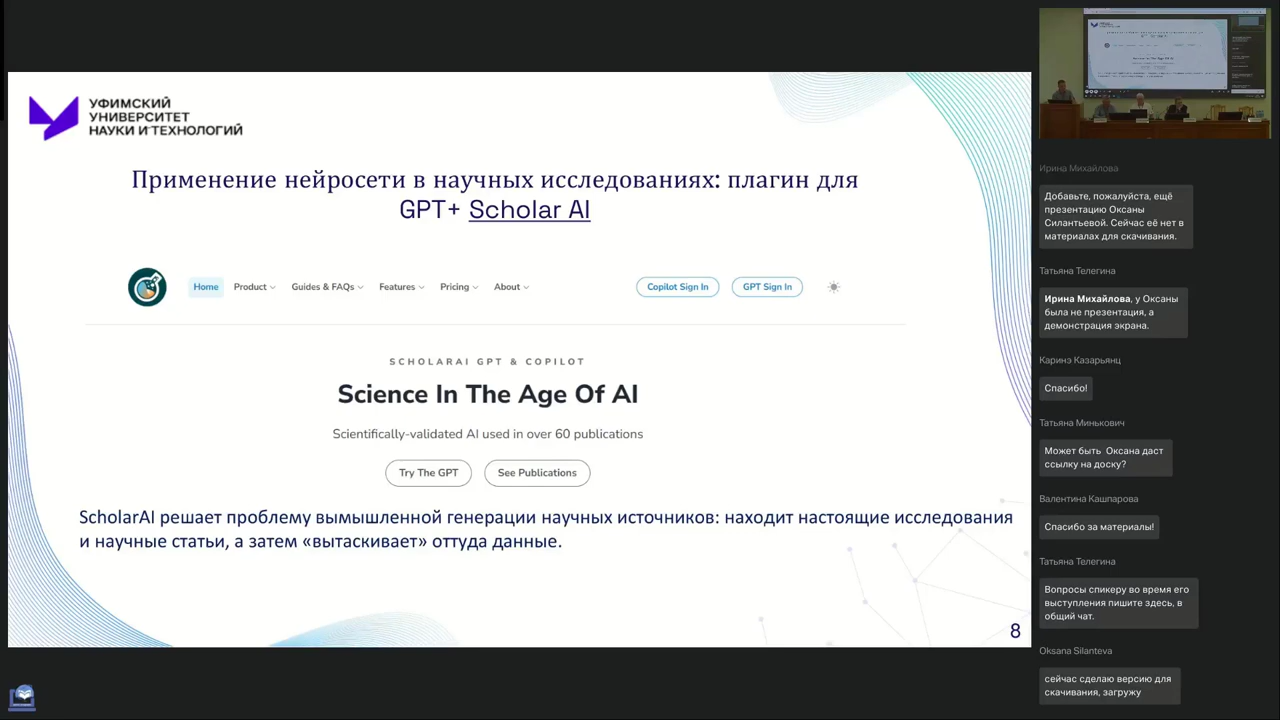 УФИМСКИЙ
УНИВЕРСИТЕТ
НАУКИ И ТЕХНОЛОГИЙ
Применение нейросети в научных исследованиях: плагин для
GPT+ Scholar AI
Home Product Guides & FAQs Features Pricing About Copilot Sign In GPT Sign In
SCHOLARAI GPT & COPILOT
Science In The Age Of AI
Scientifically-validated AI used in over 60 publications
Try The GPT See Publications
ScholarAI решает проблему вымышленной генерации научных источников: находит настоящие исследования
и научные статьи, а затем «вытаскивает» оттуда данные.
8
Ирина Михайлова
Добавьте, пожалуйста, ещё
презентацию Оксаны
Силантьевой. Сейчас её нет в
материалах для скачивания.
Татьяна Телегина
Ирина Михайлова, у Оксаны
была не презентация, а
демонстрация экрана.
Каринэ Казарьянц
Спасибо!
Татьяна Минькович
Может быть Оксана даст
ссылку на доску?
Валентина Кашпарова
Спасибо за материалы!
Татьяна Телегина
Вопросы спикеру во время его
выступления пишите здесь, в
общий чат.
Oksana Silanteva
сейчас сделаю версию для
скачивания, загружу